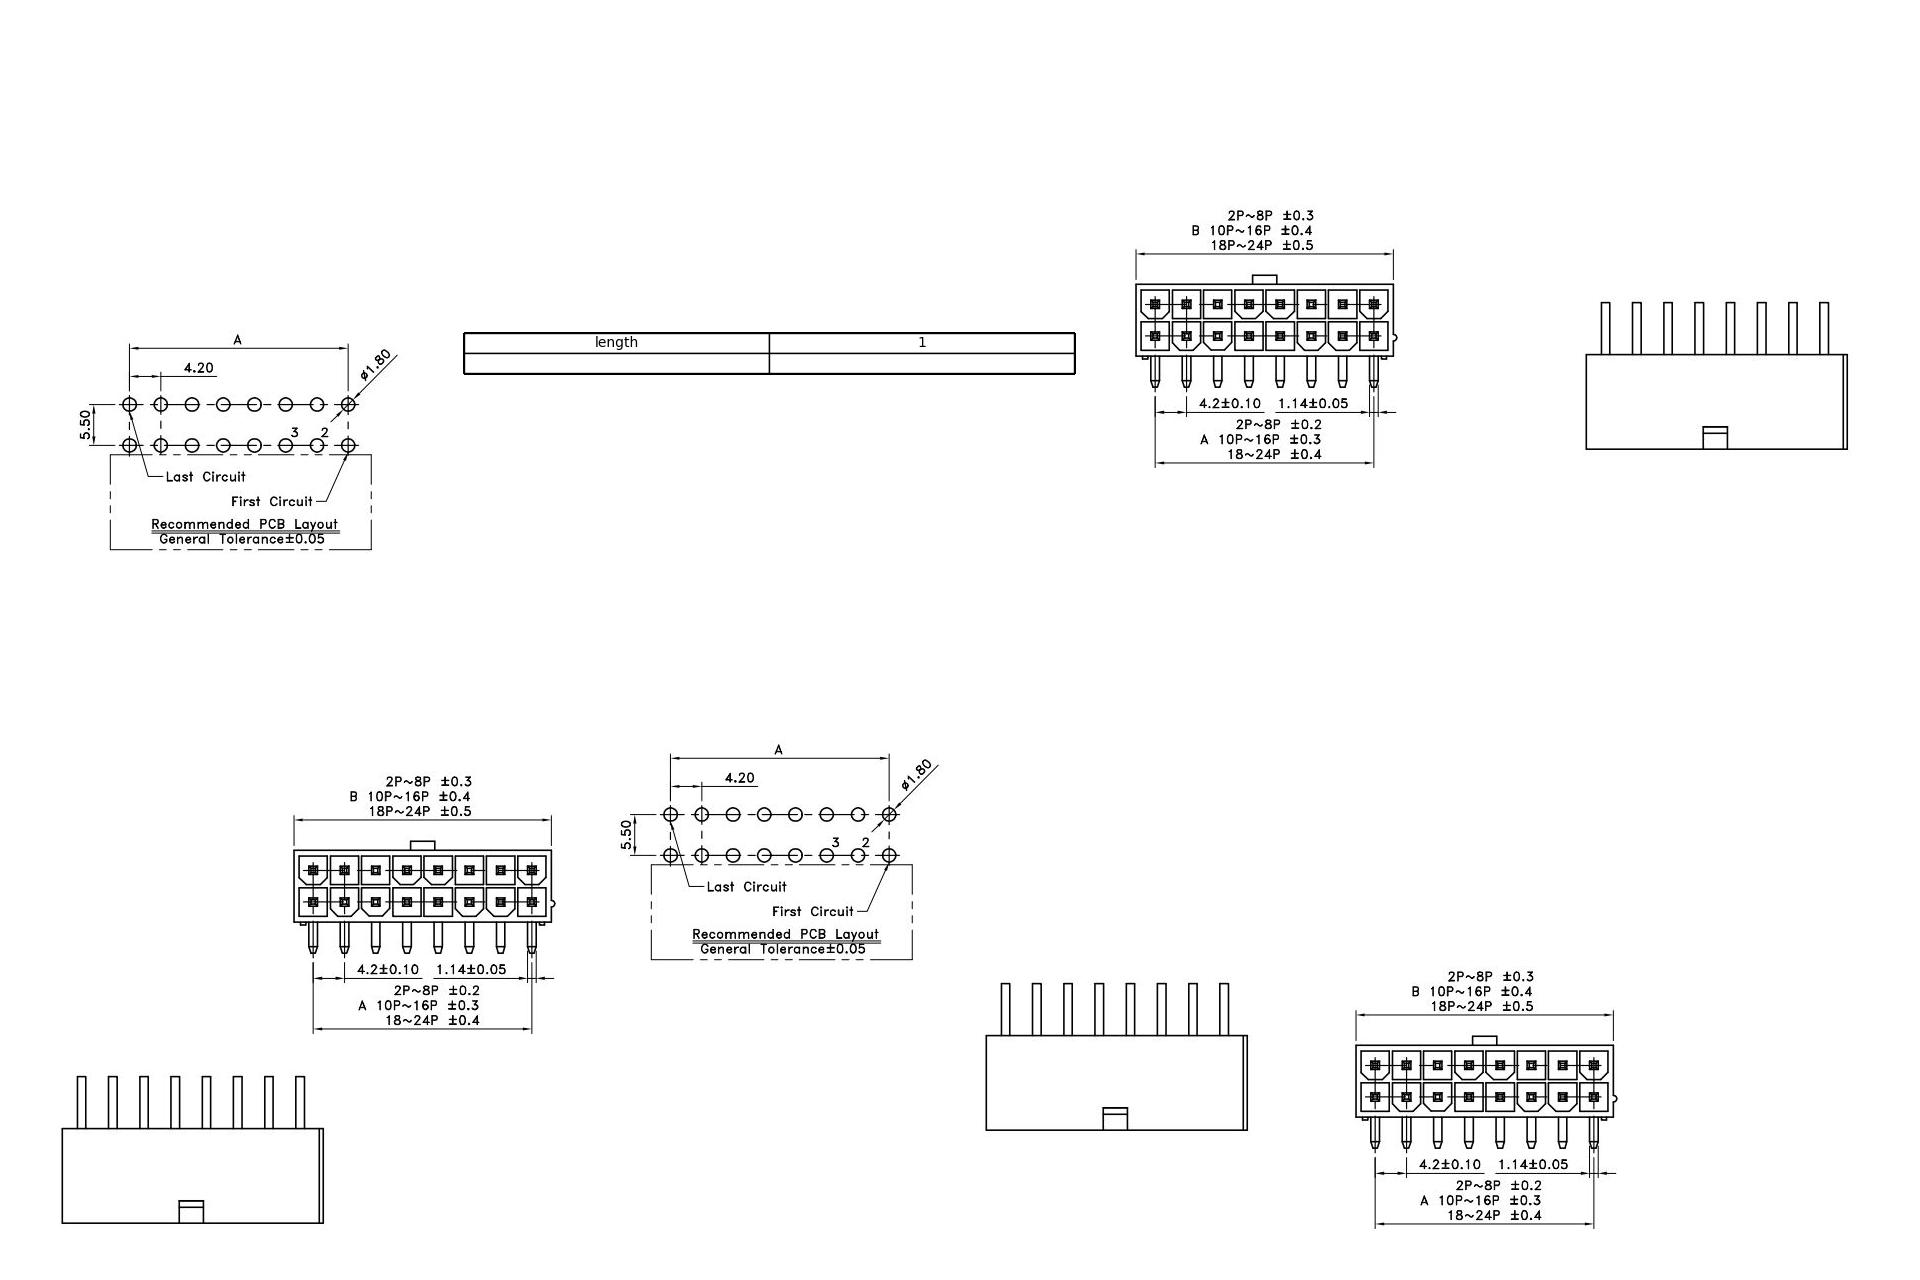 2P~8P ±0.3
B 10P~16P ±0.4
18P~24P ±0.5
A
4.20
ø1.80
5.50
3 2
Last Circuit
First Circuit
Recommended PCB Layout
General Tolerance±0.05
length 1
4.2±0.10 1.14±0.05
2P~8P ±0.2
A 10P~16P ±0.3
18~24P ±0.4
2P~8P ±0.3
B 10P~16P ±0.4
18P~24P ±0.5
4.2±0.10 1.14±0.05
2P~8P ±0.2
A 10P~16P ±0.3
18~24P ±0.4
A
4.20
ø1.80
5.50
3 2
Last Circuit
First Circuit
Recommended PCB Layout
General Tolerance±0.05
2P~8P ±0.3
B 10P~16P ±0.4
18P~24P ±0.5
4.2±0.10 1.14±0.05
2P~8P ±0.2
A 10P~16P ±0.3
18~24P ±0.4